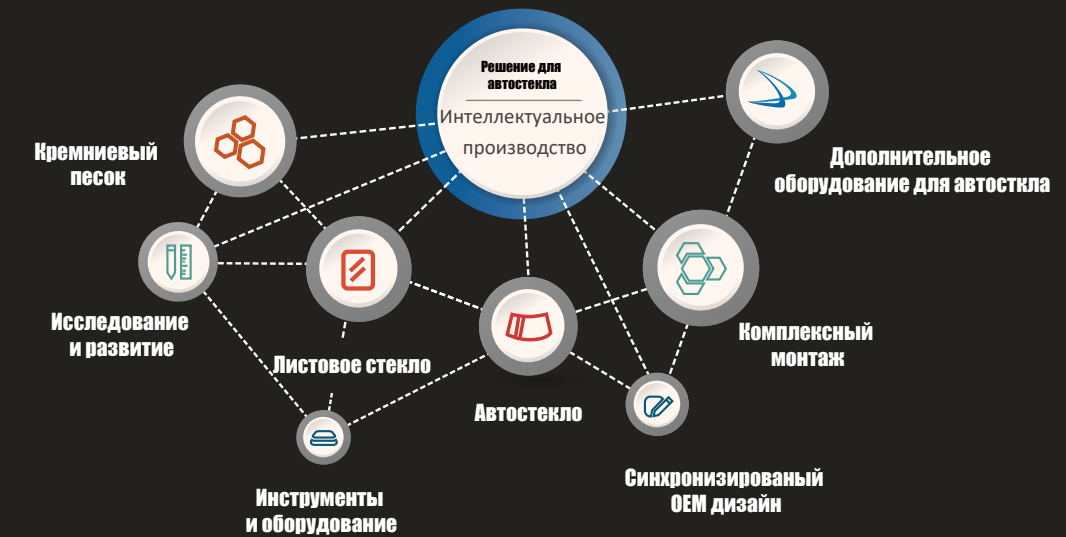 Решение для
автостекла
Интеллектуальное
производство
Кремниевый
песок
Дополнительное
оборудование для автосткла
Исследование
и развитие
Листовое стекло
Комплексный
монтаж
Автостекло
Синхронизированый
OEM дизайн
Инструменты
и оборудование